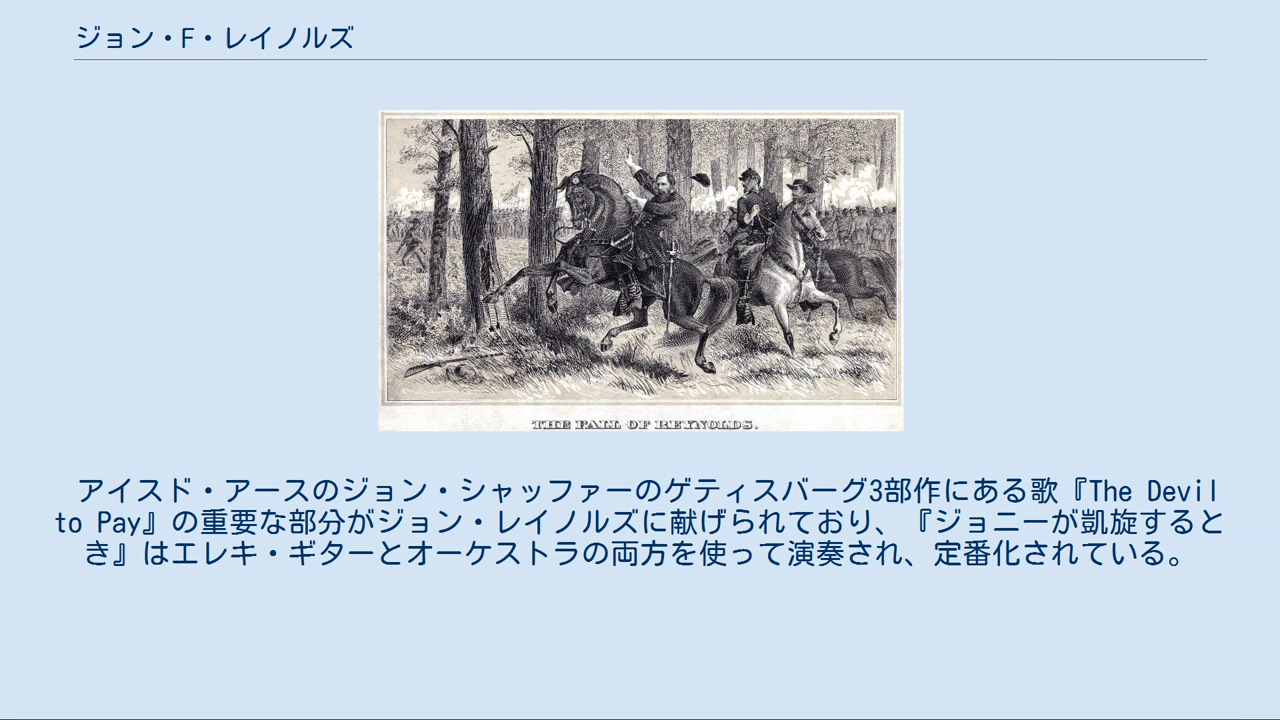 ジョン・F・レイノルズ
THE FALL OF REYNOLDS.
アイスド・アースのジョン・シャッファーのゲティスバーグ3部作にある歌『The Devil
to Pay』の重要な部分がジョン・レイノルズに献げられており、『ジョニーが凱旋すると
き』はエレキ・ギターとオーケストラの両方を使って演奏され、定番化されている。